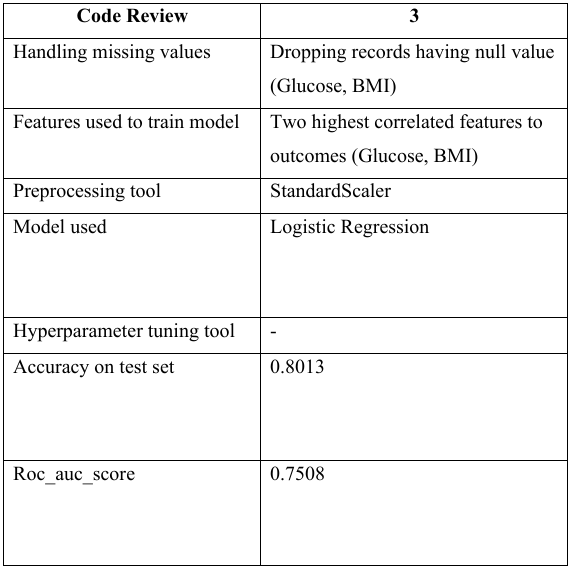 Code Review 3
Handling missing values Dropping records having null value
(Glucose, BMI)
Features used to train model Two highest correlated features to
outcomes (Glucose, BMI)
Preprocessing tool StandardScaler
Model used Logistic Regression
Hyperparameter tuning tool -
Accuracy on test set 0.8013
Roc_auc_score 0.7508